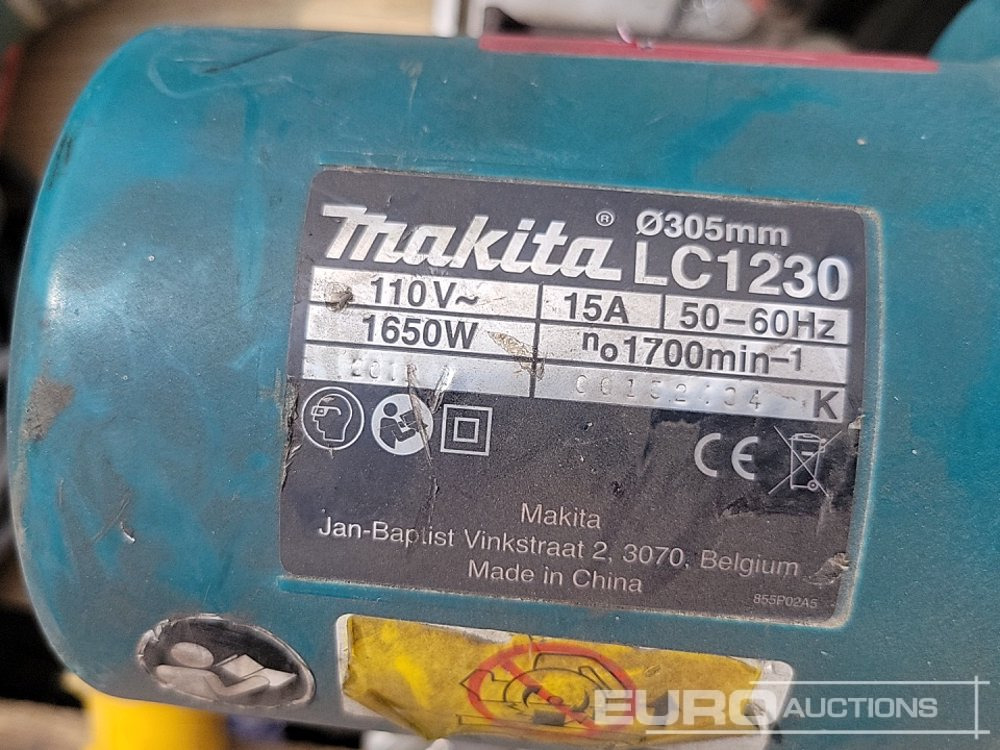 makita ® Ø305mm
LC1230
110V~ 15A 50-60Hz
1650W no1700min-1
K
CE
Makita
Jan-Baptist Vinkstraat 2, 3070, Belgium
Made in China
855P02A5
EURO AUCTIONS